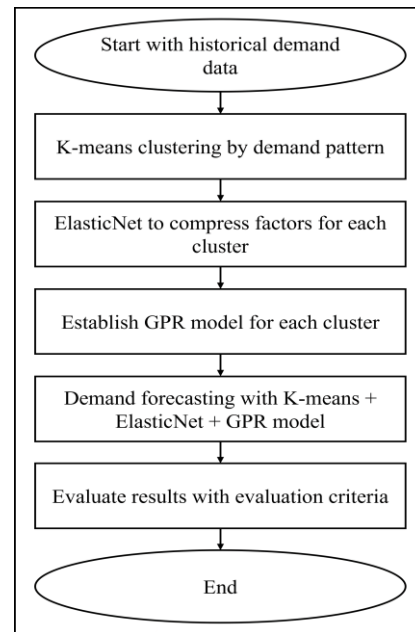 Start with historical demand
data
K-means clustering by demand pattern
ElasticNet to compress factors for each
cluster
Establish GPR model for each cluster
Demand forecasting with K-means +
ElasticNet + GPR model
Evaluate results with evaluation criteria
End